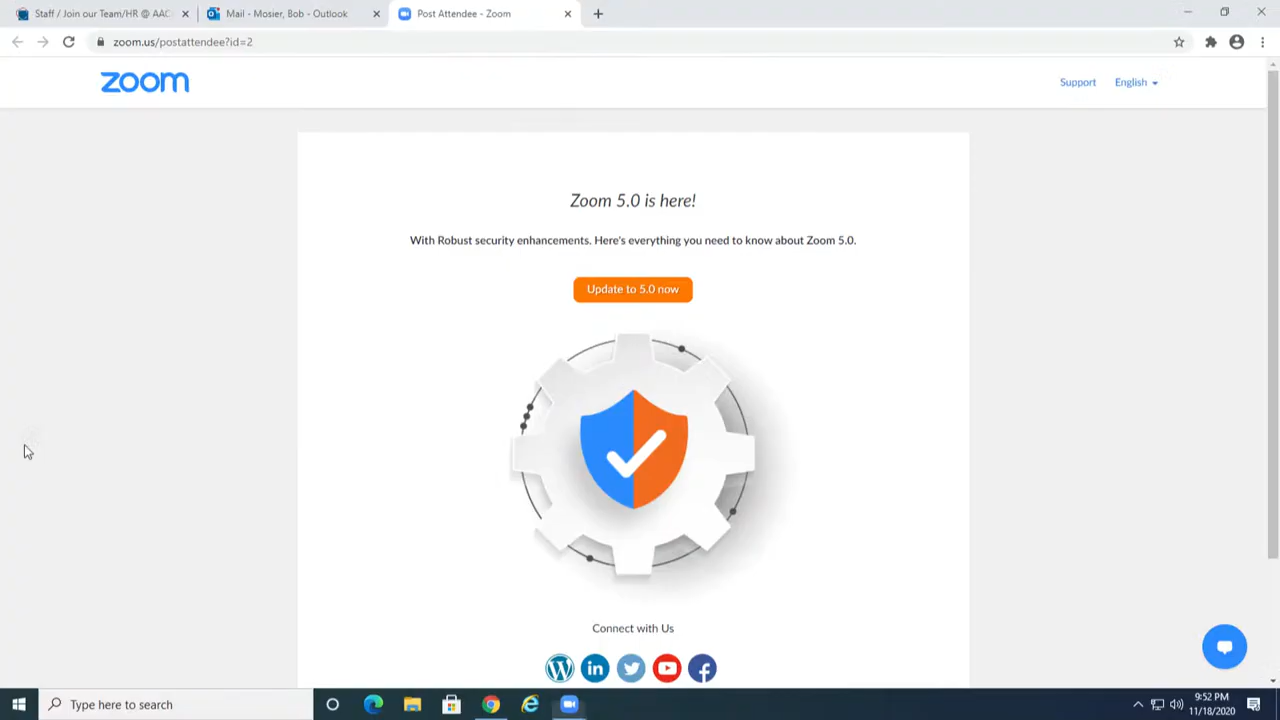 Staff / Join our Team/HR @ AAC
Mail - Mosier, Bob - Outlook
Post Attendee - Zoom
zoom.us/postattendee?id=2
zoom
Support
English
Zoom 5.0 is here!
With Robust security enhancements. Here's everything you need to know about Zoom 5.0.
Update to 5.0 now
Connect with Us
Type here to search
9:52 PM
11/18/2020